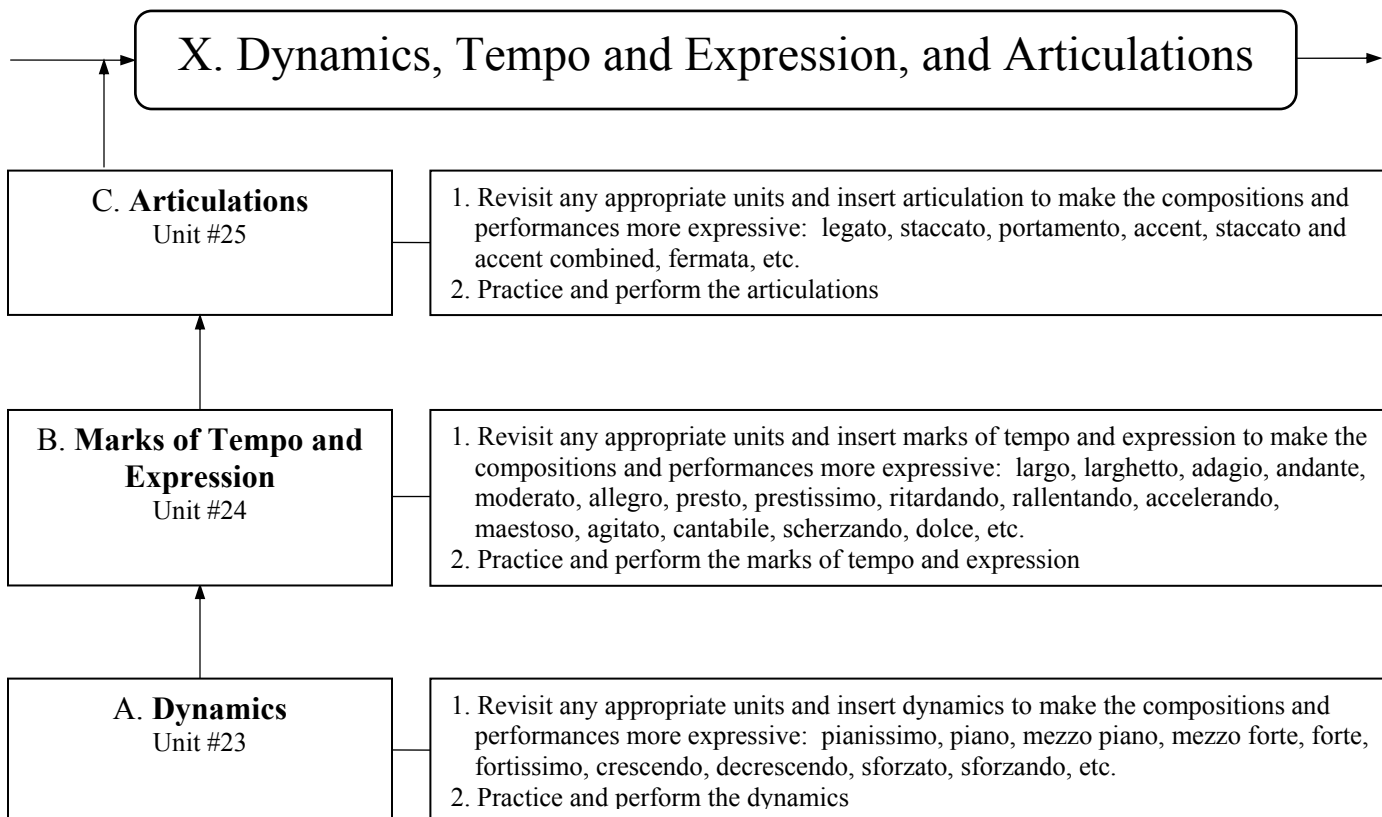 X. Dynamics, Tempo and Expression, and Articulations
C. Articulations
Unit #25
1. Revisit any appropriate units and insert articulation to make the compositions and
performances more expressive: legato, staccato, portamento, accent, staccato and
accent combined, fermata, etc.
2. Practice and perform the articulations
B. Marks of Tempo and
Expression
Unit #24
1. Revisit any appropriate units and insert marks of tempo and expression to make the
compositions and performances more expressive: largo, larghetto, adagio, andante,
moderato, allegro, presto, prestissimo, ritardando, rallentando, accelerando,
maestoso, agitato, cantabile, scherzando, dolce, etc.
2. Practice and perform the marks of tempo and expression
A. Dynamics
Unit #23
1. Revisit any appropriate units and insert dynamics to make the compositions and
performances more expressive: pianissimo, piano, mezzo piano, mezzo forte, forte,
fortissimo, crescendo, decrescendo, sforzato, sforzando, etc.
2. Practice and perform the dynamics